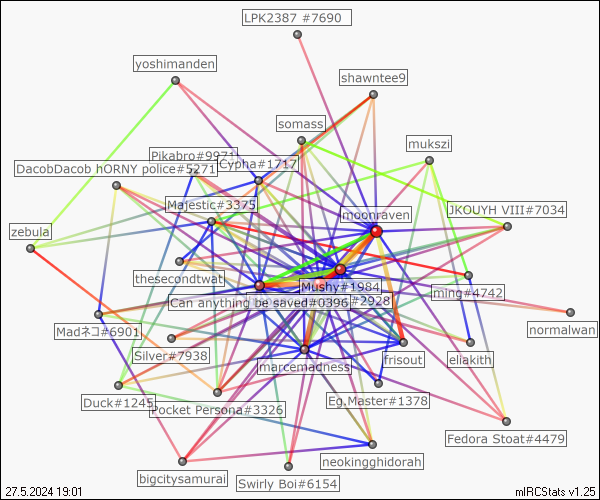 LPK2387 #7690
yoshimanden
shawntee9
somass
mukszi
Pikabro#9971
Cypha#1717
DacobDacob hORNY police#5271
Majestic#3375
moonraven
JKOUYH VIII#7034
zebula
thesecondtwat
Mushy#1984
ming#4742
Can anything be saved#0396
#2928
Madネコ#6901
normalwan
Silver#7938
marcemadness
frisout
eliakith
Duck#1245
Pocket Persona#3326
Eg.Master#1378
Fedora Stoat#4479
neokingghidorah
bigcitysamurai
Swirly Boi#6154
27.5.2024 19:01
mIRCStats v1.25